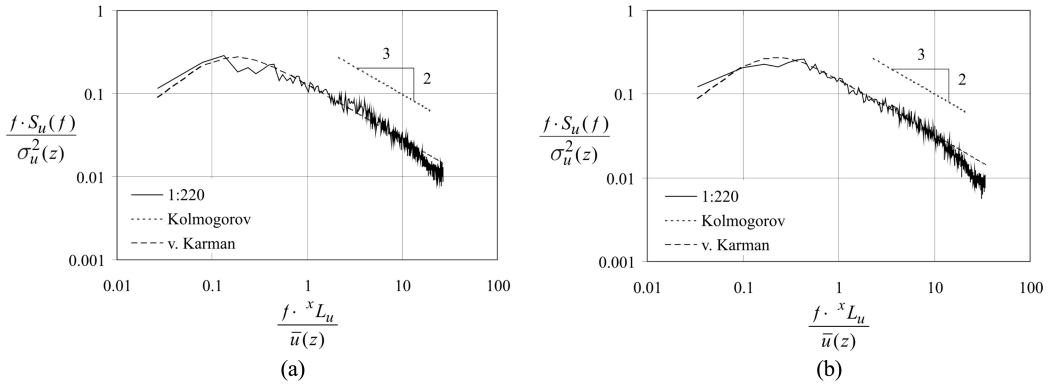 1
0.1
0.01
0.001
f · S_u(f)
σ_u^2(z)
3
2
1:220
Kolmogorov
v. Karman
0.01
0.1
1
10
100
f · ^xL_u
u̅(z)
(a)
1
0.1
0.01
0.001
f · S_u(f)
σ_u^2(z)
3
2
1:220
Kolmogorov
v. Karman
0.01
0.1
1
10
100
f · ^xL_u
u̅(z)
(b)